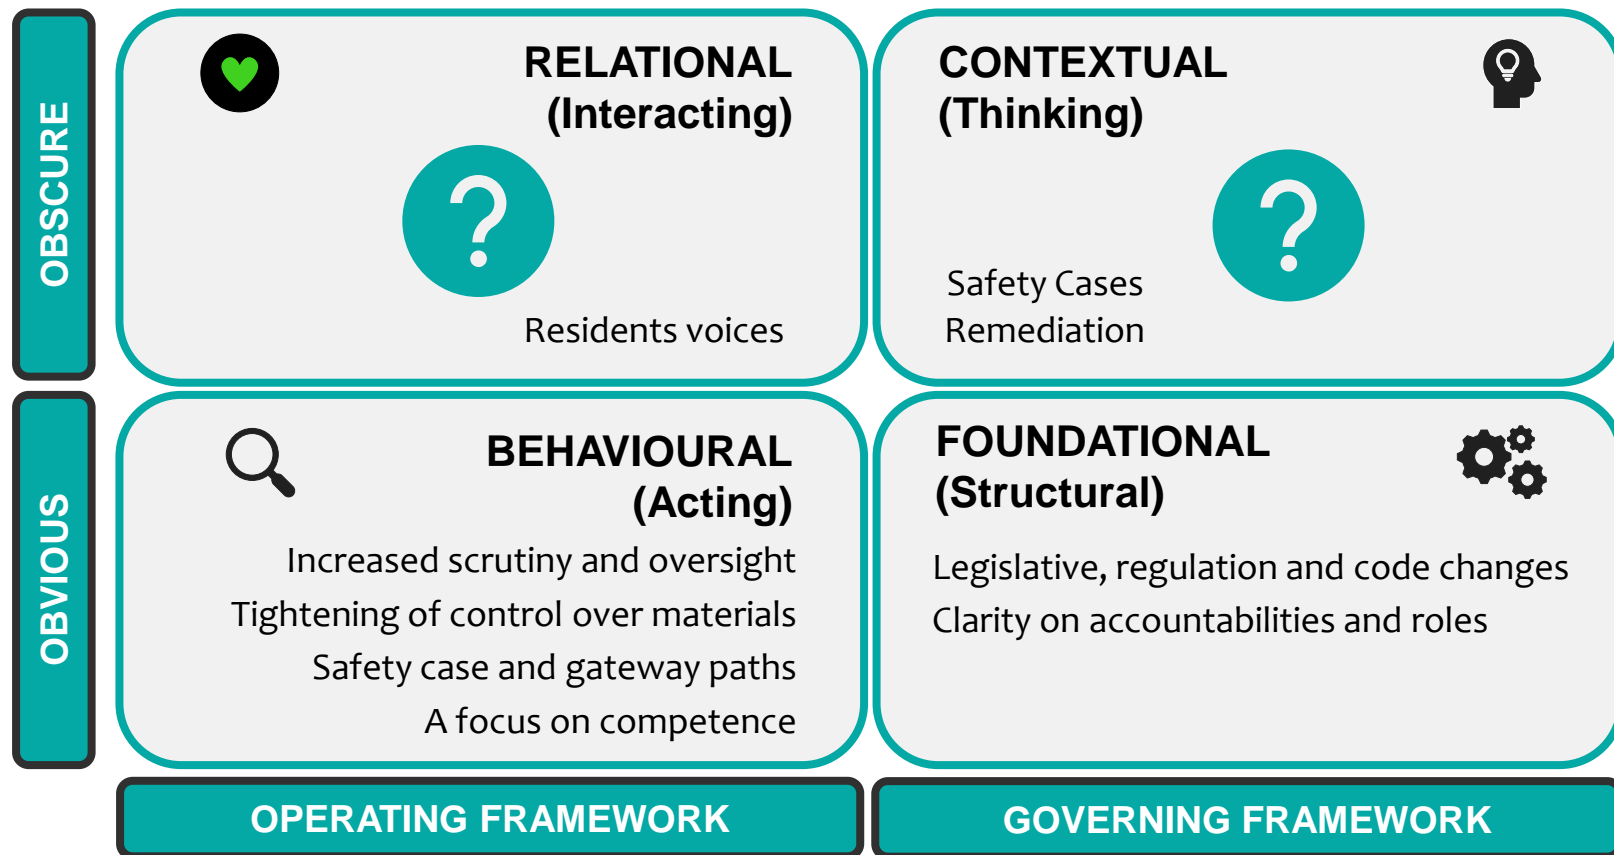 OBSCURE
RELATIONAL
(Interacting)
?
Residents voices
CONTEXTUAL
(Thinking)
?
Safety Cases
Remediation
OBVIOUS
BEHAVIOURAL
(Acting)
Increased scrutiny and oversight
Tightening of control over materials
Safety case and gateway paths
A focus on competence
FOUNDATIONAL
(Structural)
Legislative, regulation and code changes
Clarity on accountabilities and roles
OPERATING FRAMEWORK
GOVERNING FRAMEWORK